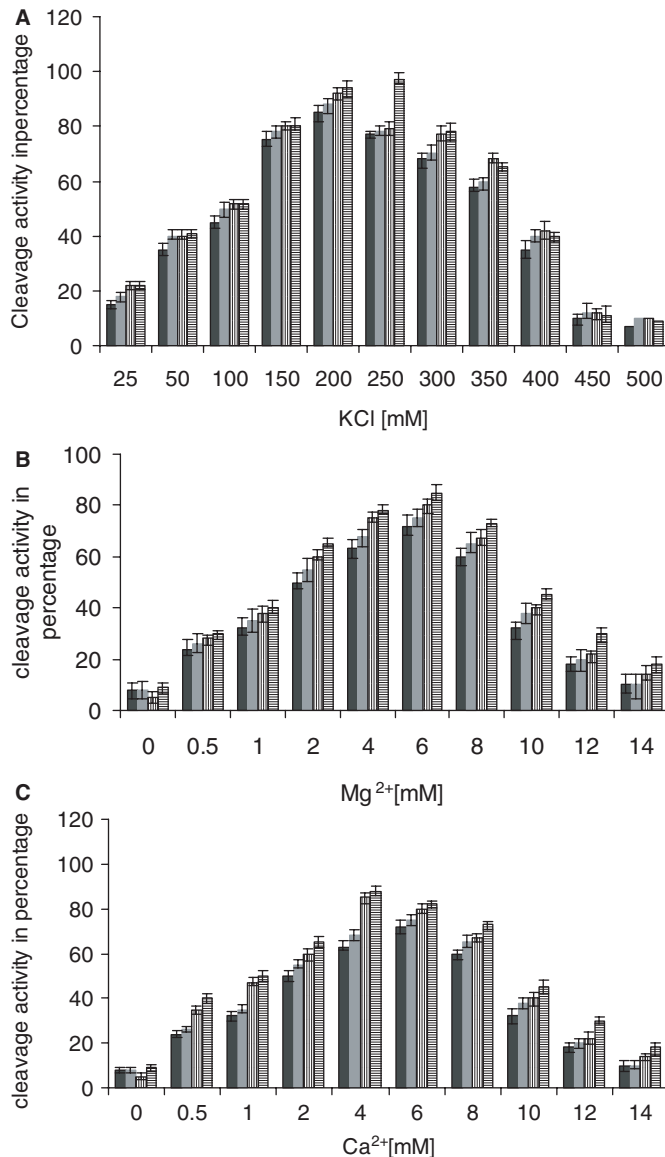 A
Cleavage activity inpercentage
120
100
80
60
40
20
0
25 50 100 150 200 250 300 350 400 450 500
KCl [mM]
B
cleavage activity in
percentage
100
80
60
40
20
0
0 0.5 1 2 4 6 8 10 12 14
Mg 2+[mM]
C
cleavage activity in percentage
120
100
80
60
40
20
0
0 0.5 1 2 4 6 8 10 12 14
Ca2+[mM]